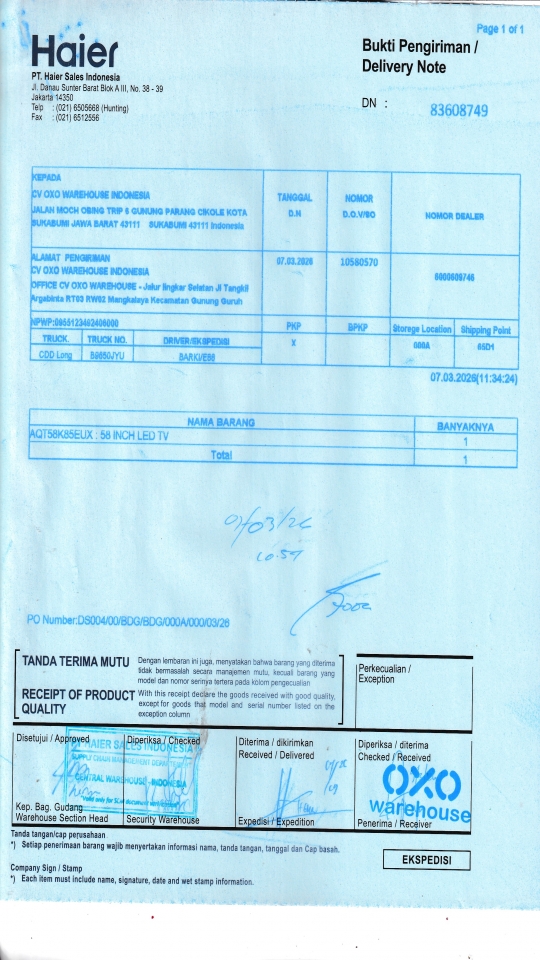 Page 1 of 1
Haier
Bukti Pengiriman /
Delivery Note
PT. Haier Sales Indonesia
Jl. Danau Sunter Barat Blok A III, No. 38 - 39
Jakarta 14350
Telp : (021) 6505668 (Hunting)
Fax : (021) 6512556
DN : 83608749
KEPADA
CV OXO WAREHOUSE INDONESIA
JALAH MOCH OBING TRIP 6 GUNUNG PARANG CIKOLE KOTA
SUKABUMI JAWA BARAT 43111 SUKABUMI 43111 Indonesia
TANGGAL
D.N
NOMOR
D.O.V/SO
NOMOR DEALER
ALAMAT PENGIRIMAN
CV OXO WAREHOUSE INDONESIA
OFFICE CV OXO WAREHOUSE - Jalur lingkar Selatan Jl Tangkil
Argabinta RT03 RW02 Mangkalaya Kecamatan Gunung Guruh
07.03.2026
10580570
6000609746
NPWP:0955123462406000
PKP
BPKP
Storage Location
Shipping Point
TRUCK.
TRUCK NO.
DRIVER/EKSPEDISI
X
000A
65D1
CDD Long
B9850JYU
BARKI/E68
07.03.2026(11:34:24)
NAMA BARANG
BANYAKNYA
AQT58K85EUX : 58 INCH LED TV
1
Total
1
PO Number:DS004/00/BDG/BDG/000A/000/03/26
TANDA TERIMA MUTU
Dengan lembaran ini juga, menyatakan bahwa barang yang diterima
tidak bermasalah secara manajemen mutu, kecuali barang yang
model dan nomor serinya tertera pada kolom pengecualian
RECEIPT OF PRODUCT
QUALITY
With this receipt declare the goods received with good quality,
except for goods that model and serial number listed on the
exception column
Perkecualian /
Exception
Disetujui / Approved
Diperiksa / Checked
Diterima / dikirimkan
Received / Delivered
Diperiksa / diterima
Checked / Received
PT HAIER SALES INDONESIA
SUPPLY CHAIN MANAGEMENT DEPARTMENT
CENTRAL WAREHOUSE - INDONESIA
OXO
warehouse
Kep. Bag. Gudang
Warehouse Section Head
Security Warehouse
Expedisi / Expedition
Penerima / Receiver
Tanda tangan/cap perusahaan
*) Setiap penerimaan barang wajib menyertakan informasi nama, tanda tangan, tanggal dan Cap basah.
EKSPEDISI
Company Sign / Stamp
*) Each item must include name, signature, date and wet stamp information.